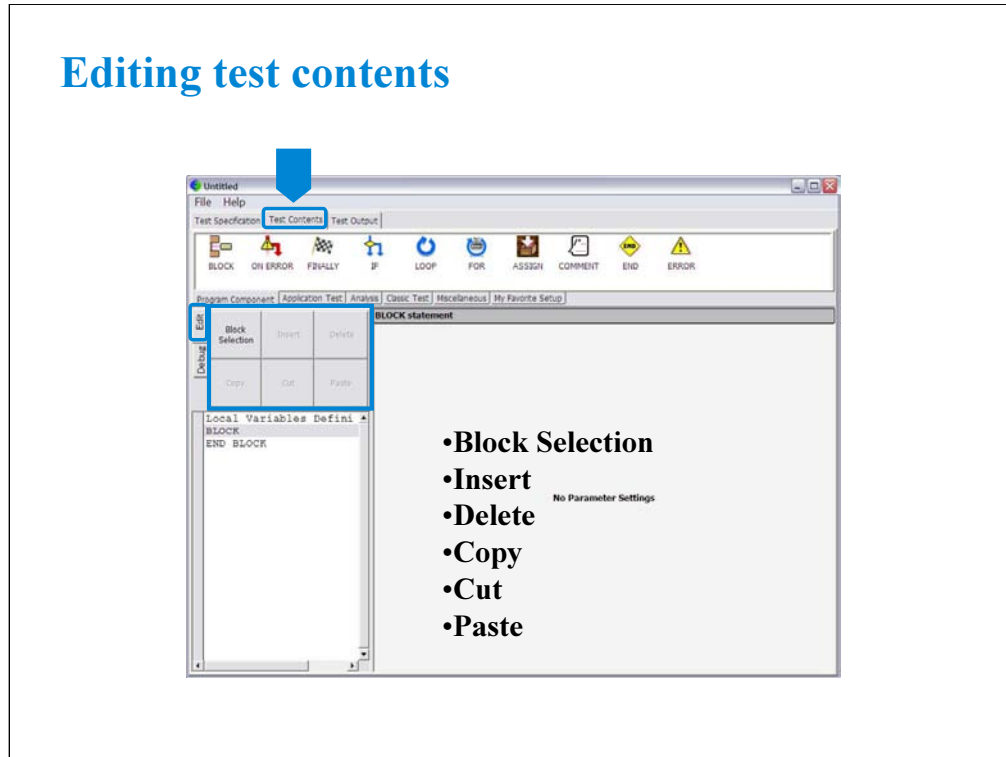 Editing test contents
Untitled
File Help
Test Specification Test Contents Test Output
BLOCK ON ERROR FINALLY IF LOOP FOR ASSIGN COMMENT END ERROR
Program Component Application Test Analysis Classic Test Miscellaneous My Favorite Setup
Edit
Debug
Block Selection Insert Delete
Copy Cut Paste
BLOCK statement
Local Variables Defini
BLOCK
END BLOCK
•Block Selection
•Insert
No Parameter Settings
•Delete
•Copy
•Cut
•Paste